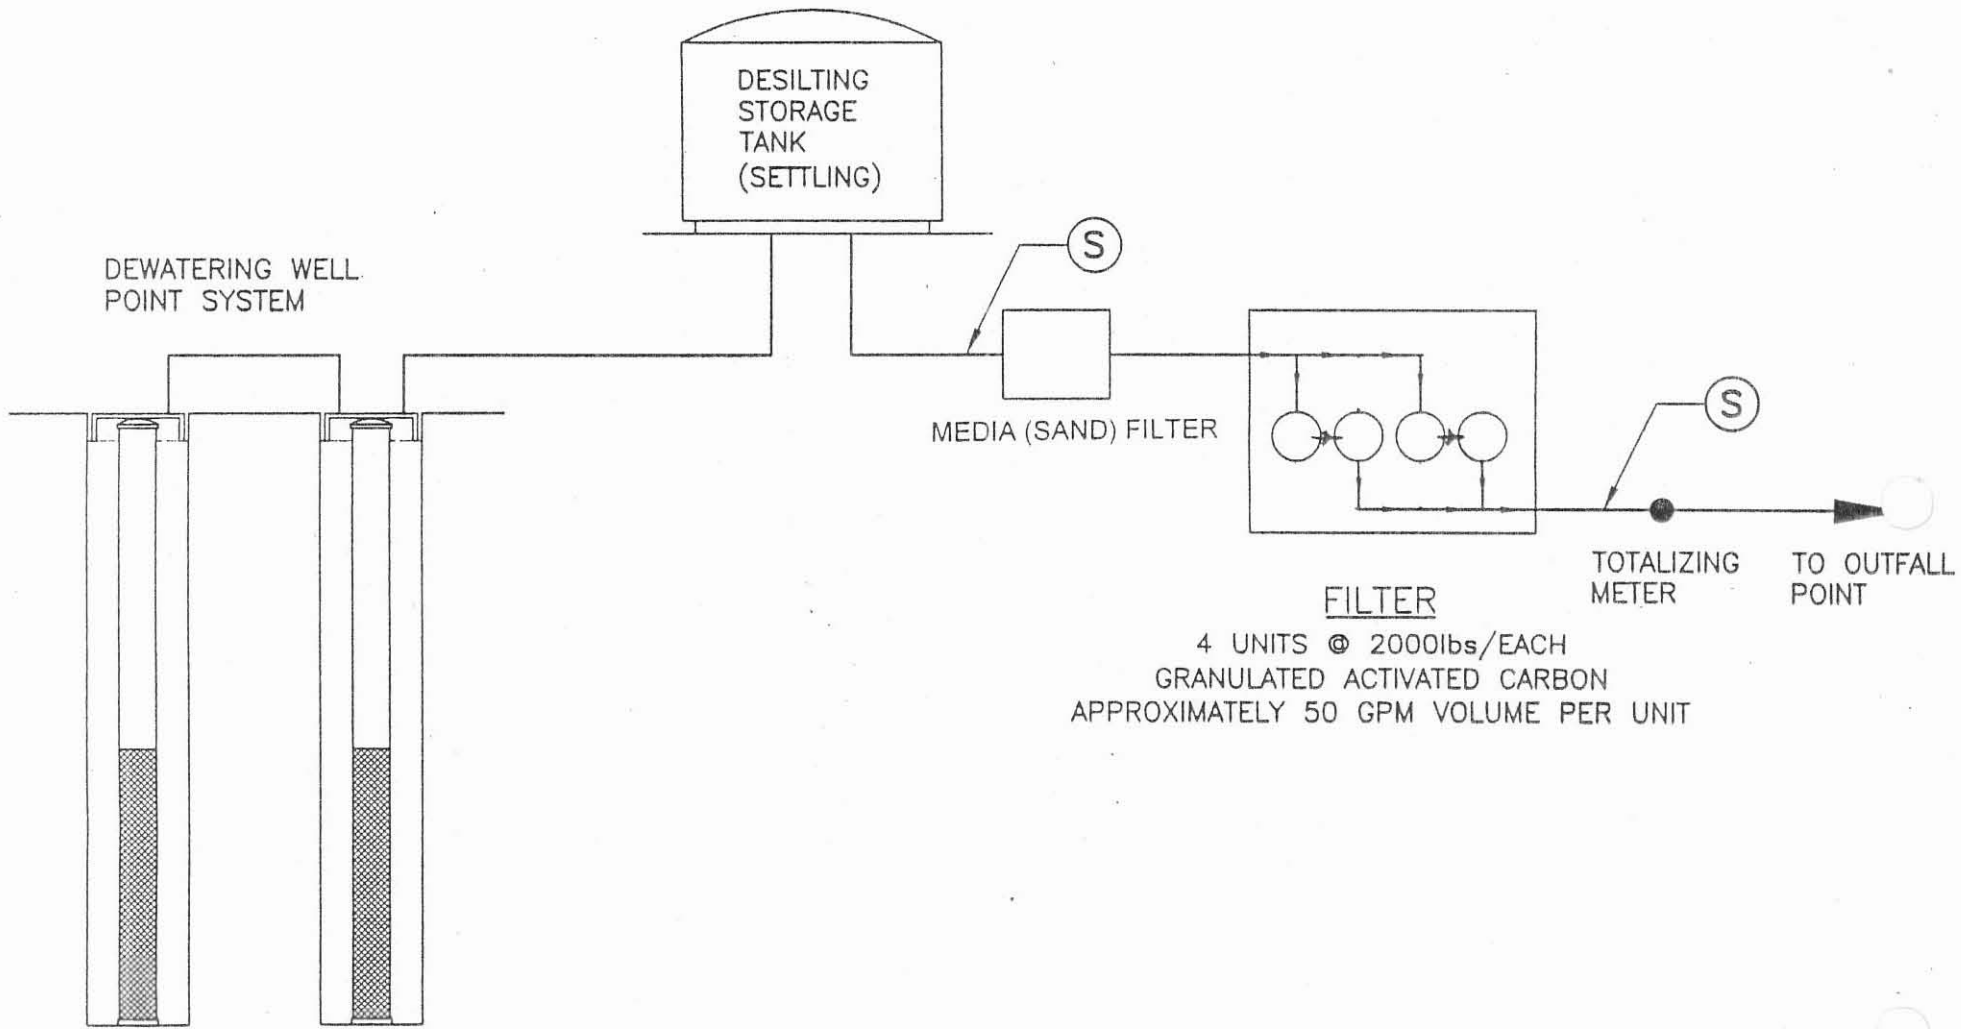 DESILTING
STORAGE
TANK
(SETTLING)
S
DEWATERING WELL
POINT SYSTEM
MEDIA (SAND) FILTER
S
TOTALIZING
METER
TO OUTFALL
POINT
FILTER
4 UNITS @ 2000lbs/EACH
GRANULATED ACTIVATED CARBON
APPROXIMATELY 50 GPM VOLUME PER UNIT